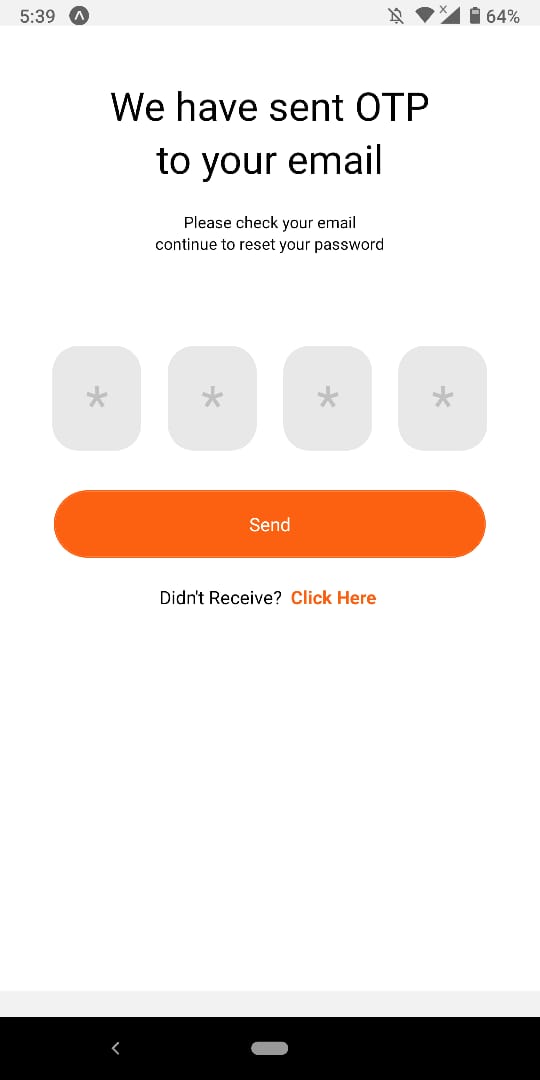 5:39
64%
We have sent OTP
to your email
Please check your email
continue to reset your password
* * * *
Send
Didn't Receive? Click Here